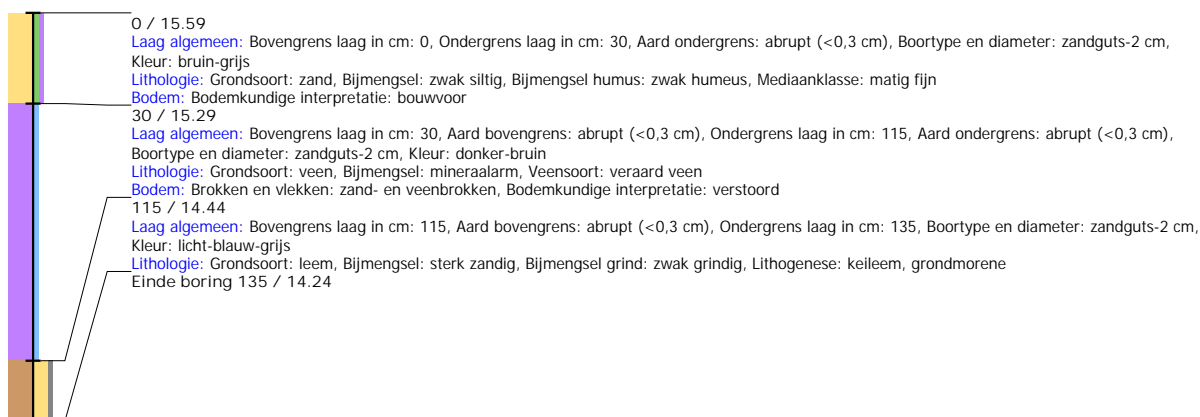 0 / 15.59
Laag algemeen: Bovengrens laag in cm: 0, Ondergrens laag in cm: 30, Aard ondergrens: abrupt (<0,3 cm), Boortype en diameter: zandguts-2 cm,
Kleur: bruin-grijs
Lithologie: Grondsoort: zand, Bijmengsel: zwak siltig, Bijmengsel humus: zwak humeus, Mediaanklasse: matig fijn
Bodem: Bodemkundige interpretatie: bouwvoor
30 / 15.29
Laag algemeen: Bovengrens laag in cm: 30, Aard bovengrens: abrupt (<0,3 cm), Ondergrens laag in cm: 115, Aard ondergrens: abrupt (<0,3 cm),
Boortype en diameter: zandguts-2 cm, Kleur: donker-bruin
Lithologie: Grondsoort: veen, Bijmengsel: mineraalarm, Veensoort: veraard veen
Bodem: Brokken en vlekken: zand- en veenbrokken, Bodemkundige interpretatie: verstoord
115 / 14.44
Laag algemeen: Bovengrens laag in cm: 115, Aard bovengrens: abrupt (<0,3 cm), Ondergrens laag in cm: 135, Boortype en diameter: zandguts-2 cm,
Kleur: licht-blauw-grijs
Lithologie: Grondsoort: leem, Bijmengsel: sterk zandig, Bijmengsel grind: zwak grindig, Lithogenese: keileem, grondmorene
Einde boring 135 / 14.24